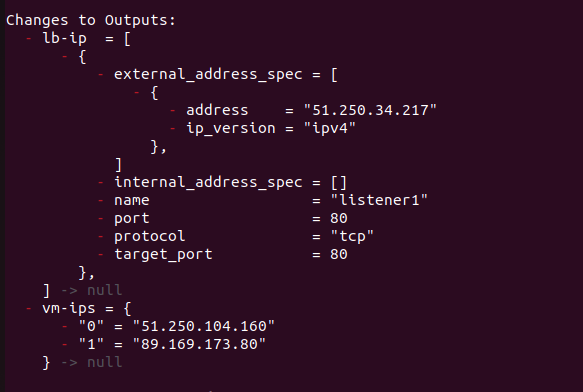 Changes to Outputs:
  - lb-ip  = [
      - {
          - external_address_spec = [
              - {
                  - address    = "51.250.34.217"
                  - ip_version = "ipv4"
                },
            ]
          - internal_address_spec = []
          - name                  = "listener1"
          - port                  = 80
          - protocol              = "tcp"
          - target_port           = 80
        },
    ] -> null
  - vm-ips = {
      - "0" = "51.250.104.160"
      - "1" = "89.169.173.80"
    } -> null